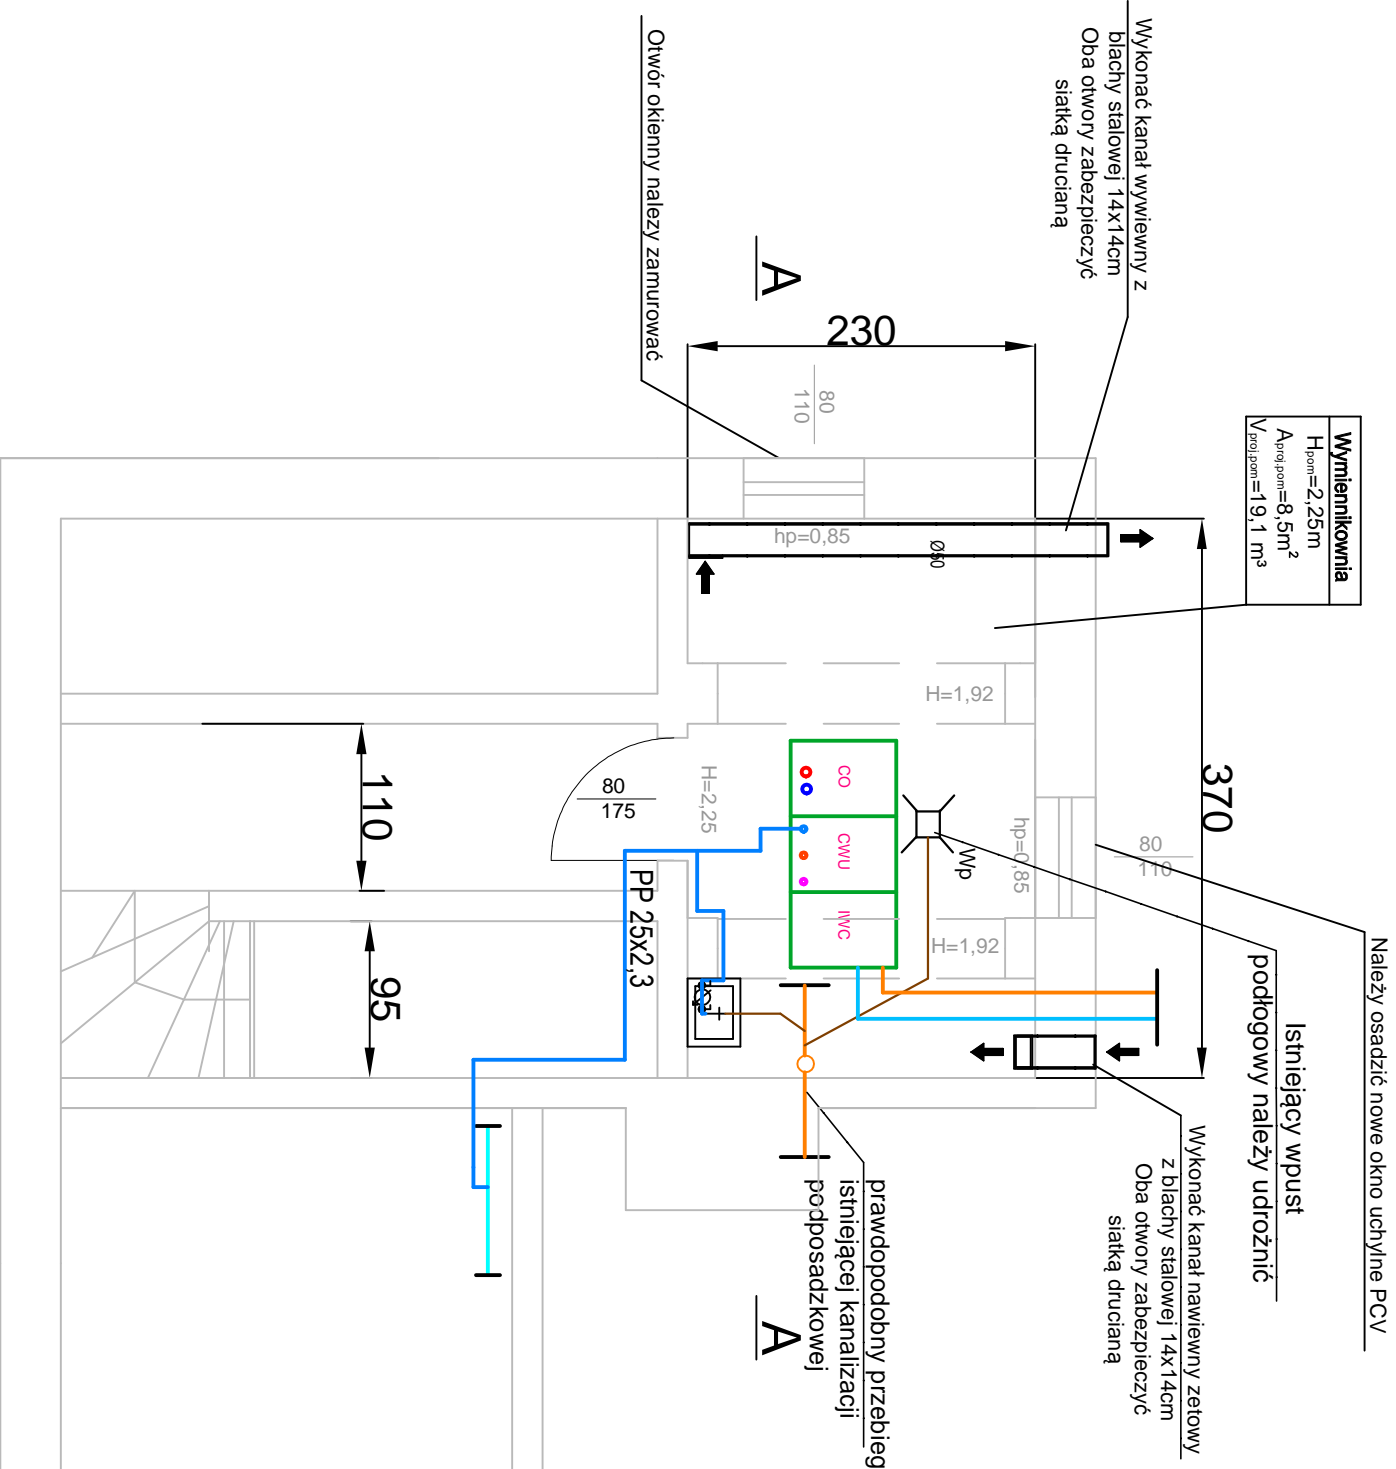 Wykonać kanał wywiewny z
blachy stalowej 14x14cm
Oba otwory zabezpieczyć
siatką drucianą
Otwór okienny nalezy zamurować
A
230
80
110
Wymiennikownia
Hpom=2,25m
Aproj.pom=8,5m²
Vproj.pom=19,1 m³
hp=0,85
Ø60
H=1,92
370
110
80
175
H=2,25
CO
CWU
IWC
Wp
hp=0,85
80
110
H=1,92
PP 25x2,3
95
Należy osadzić nowe okno uchylne PCV
Istniejący wpust
podłogowy należy udrożnić
Wykonać kanał nawiewny zetowy
z blachy stalowej 14x14cm
Oba otwory zabezpieczyć
siatką drucianą
prawdopodobny przebieg
istniejącej kanalizacji
podposadzkowej
A